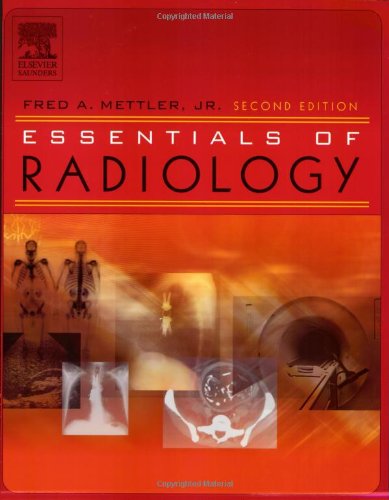 Copyrighted Material
ELSEVIER
SAUNDERS
FRED A. METTLER, JR. SECOND EDITION
ESSENTIALS OF
RADIOLOGY
Copyrighted Material